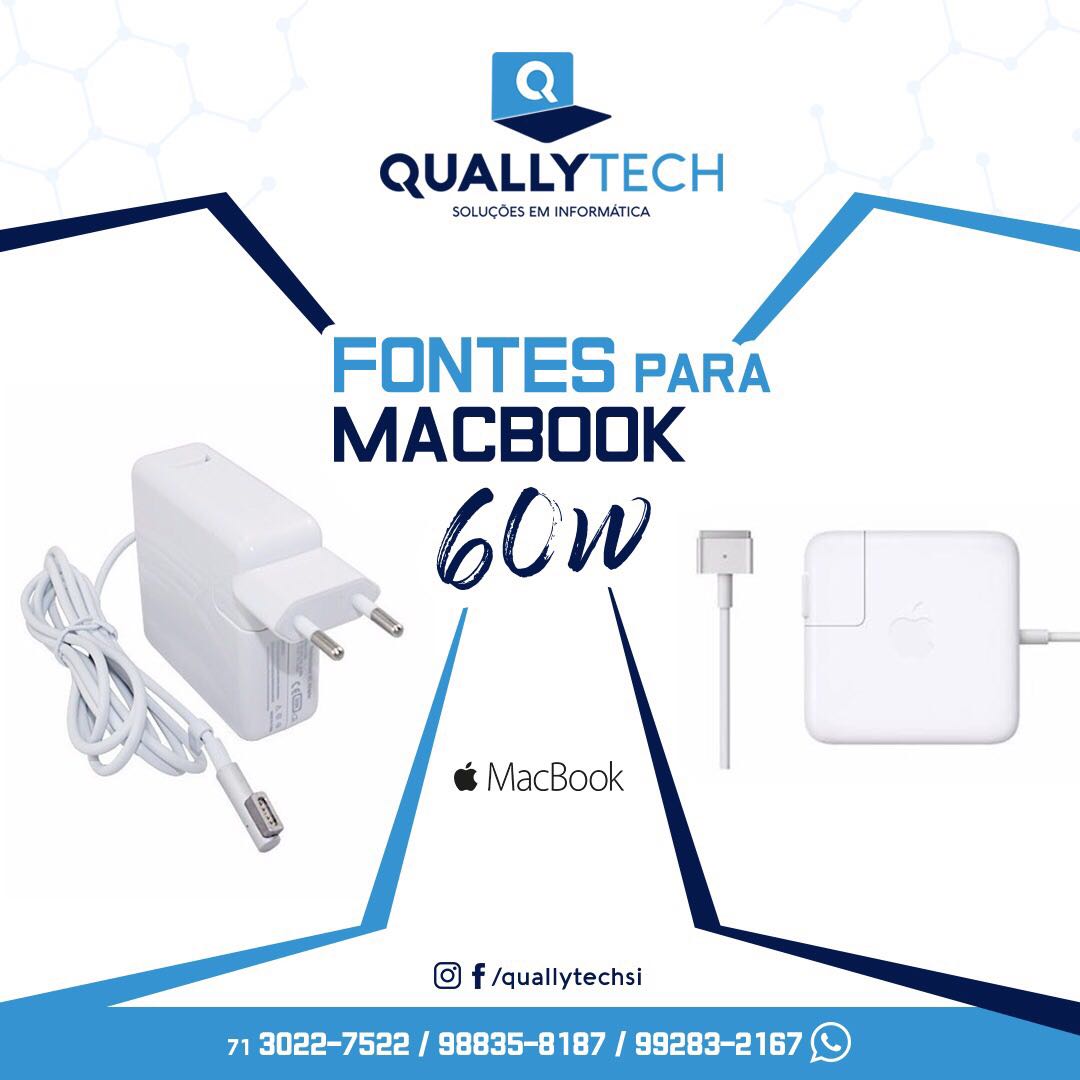 Q
QUALLYTECH
SOLUÇÕES EM INFORMÁTICA
FONTES PARA
MACBOOK
60W
MacBook
/quallytechsi
71 3022-7522 / 98835-8187 / 99283-2167